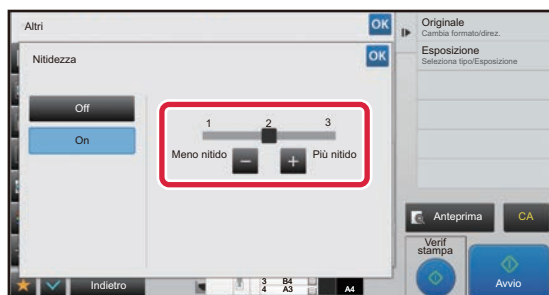 Altri
OK
Nitidezza
OK
Off
On
1 2 3
Meno nitido
Più nitido
Indietro
3 B4
4 A3
A4
Originale
Cambia formato/direz.
Esposizione
Seleziona tipo/Esposizione
Anteprima
CA
Verif
stampa
Avvio